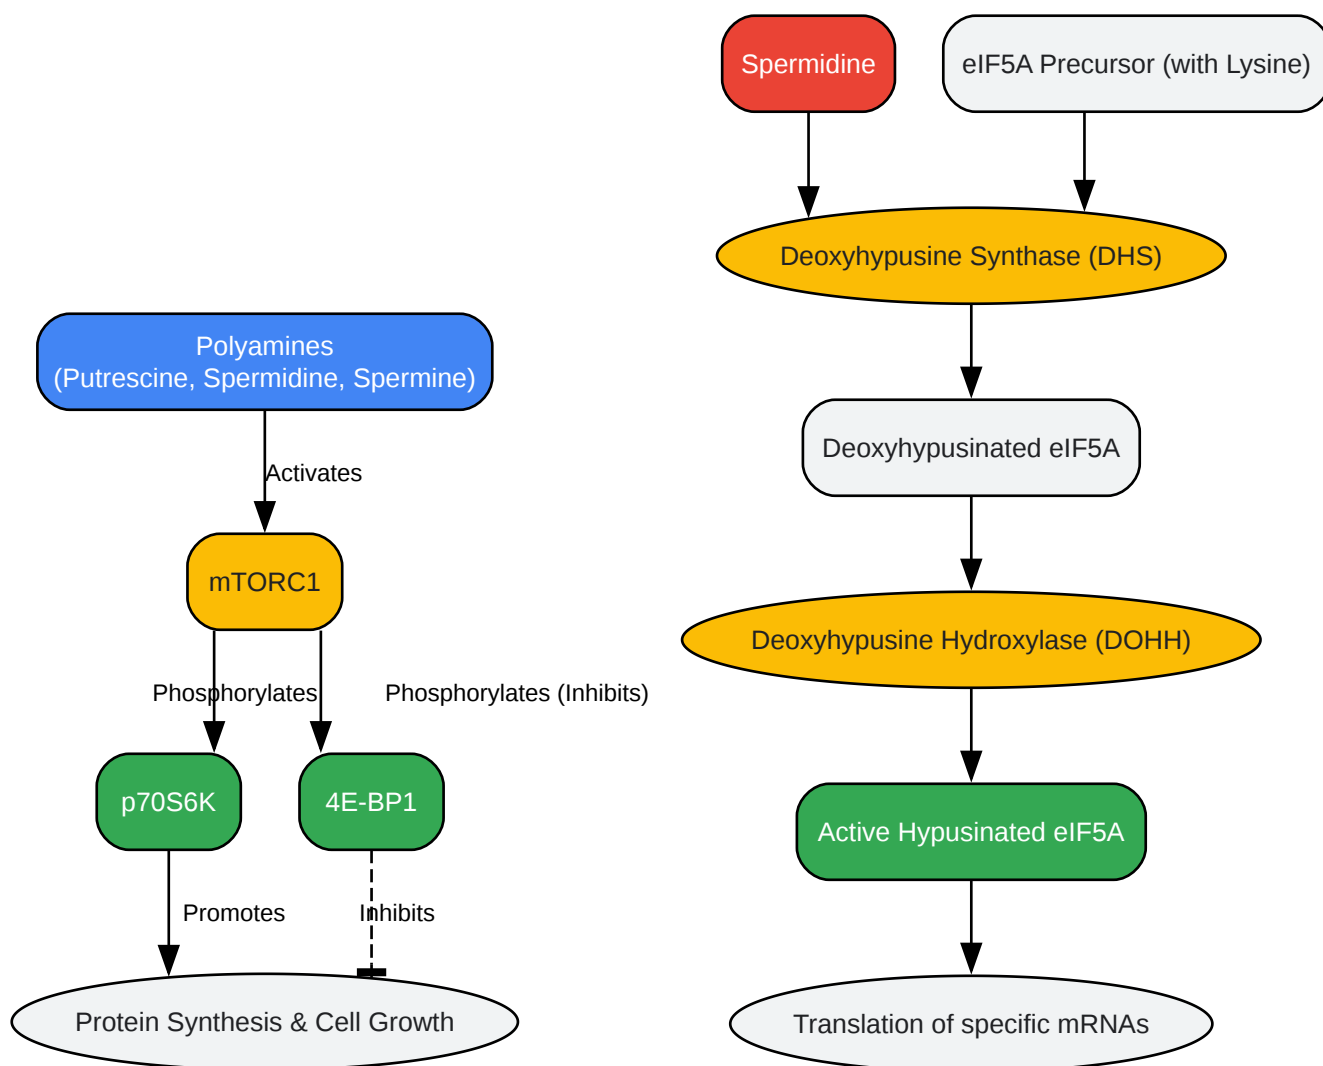 Spermidine
eIF5A Precursor (with Lysine)
Deoxyhypusine Synthase (DHS)
Polyamines
(Putrescine, Spermidine, Spermine)
Deoxyhypusinated eIF5A
Activates
mTORC1
Deoxyhypusine Hydroxylase (DOHH)
Phosphorylates
Phosphorylates (Inhibits)
p70S6K
4E-BP1
Active Hypusinated eIF5A
Promotes
Inhibits
Protein Synthesis & Cell Growth
Translation of specific mRNAs